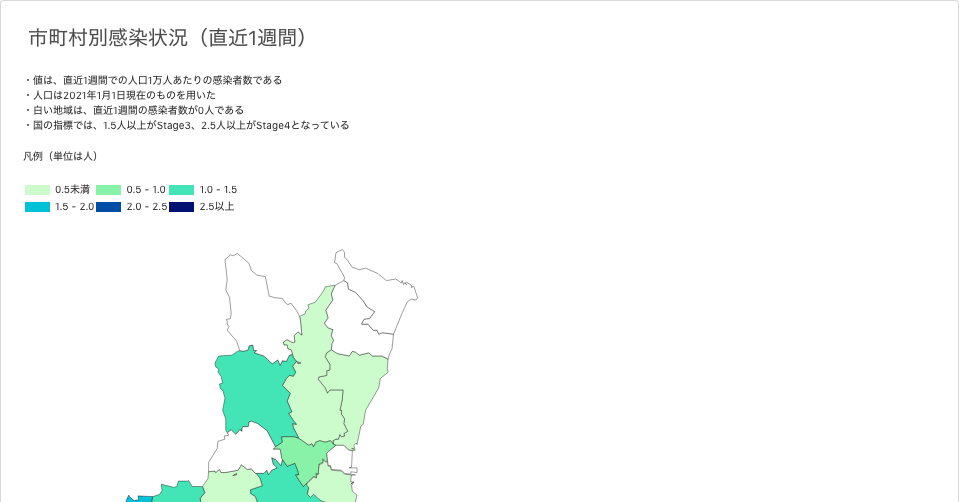 市町村別感染状況（直近1週間）
・値は、直近1週間での人口1万人あたりの感染者数である
・人口は2021年1月1日現在のものを用いた
・白い地域は、直近1週間の感染者数が0人である
・国の指標では、1.5人以上がStage3、2.5人以上がStage4となっている
凡例（単位は人）
0.5未満 0.5 - 1.0 1.0 - 1.5
1.5 - 2.0 2.0 - 2.5 2.5以上